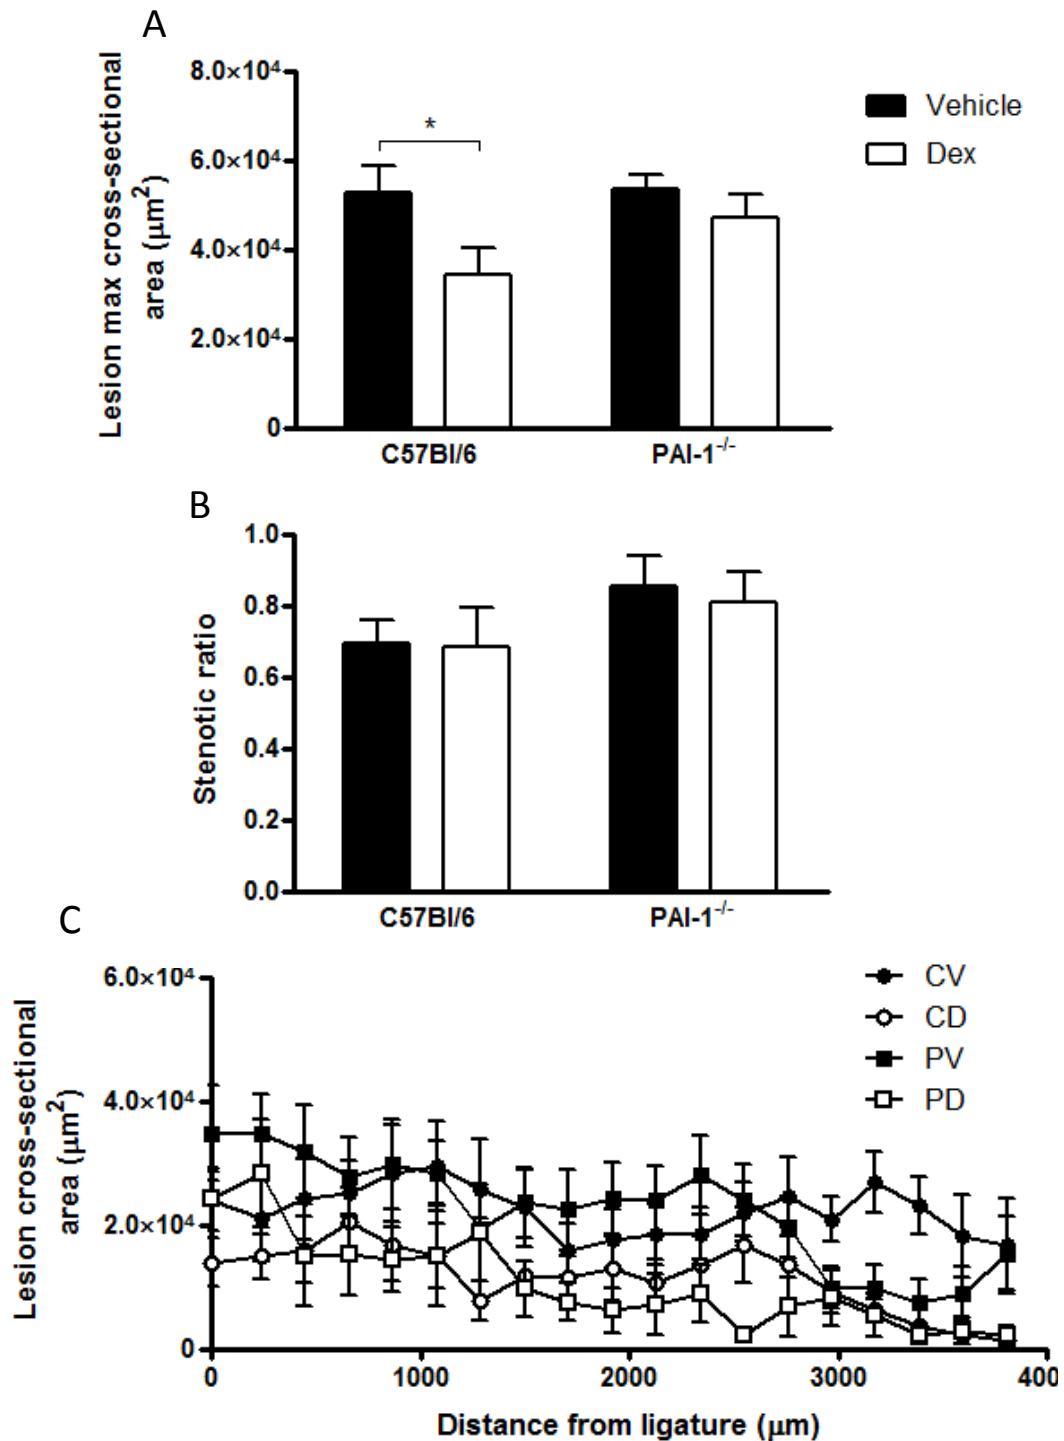 A
Lesion max cross-sectional
area (μm²)
8.0×10⁴
6.0×10⁴
4.0×10⁴
2.0×10⁴
0
*
Vehicle
Dex
C57Bl/6
PAI-1⁻/⁻
B
Stenotic ratio
1.0
0.8
0.6
0.4
0.2
0.0
C57Bl/6
PAI-1⁻/⁻
C
Lesion cross-sectional
area (μm²)
6.0×10⁴
4.0×10⁴
2.0×10⁴
0
CV
CD
PV
PD
0
1000
2000
3000
400
Distance from ligature (μm)